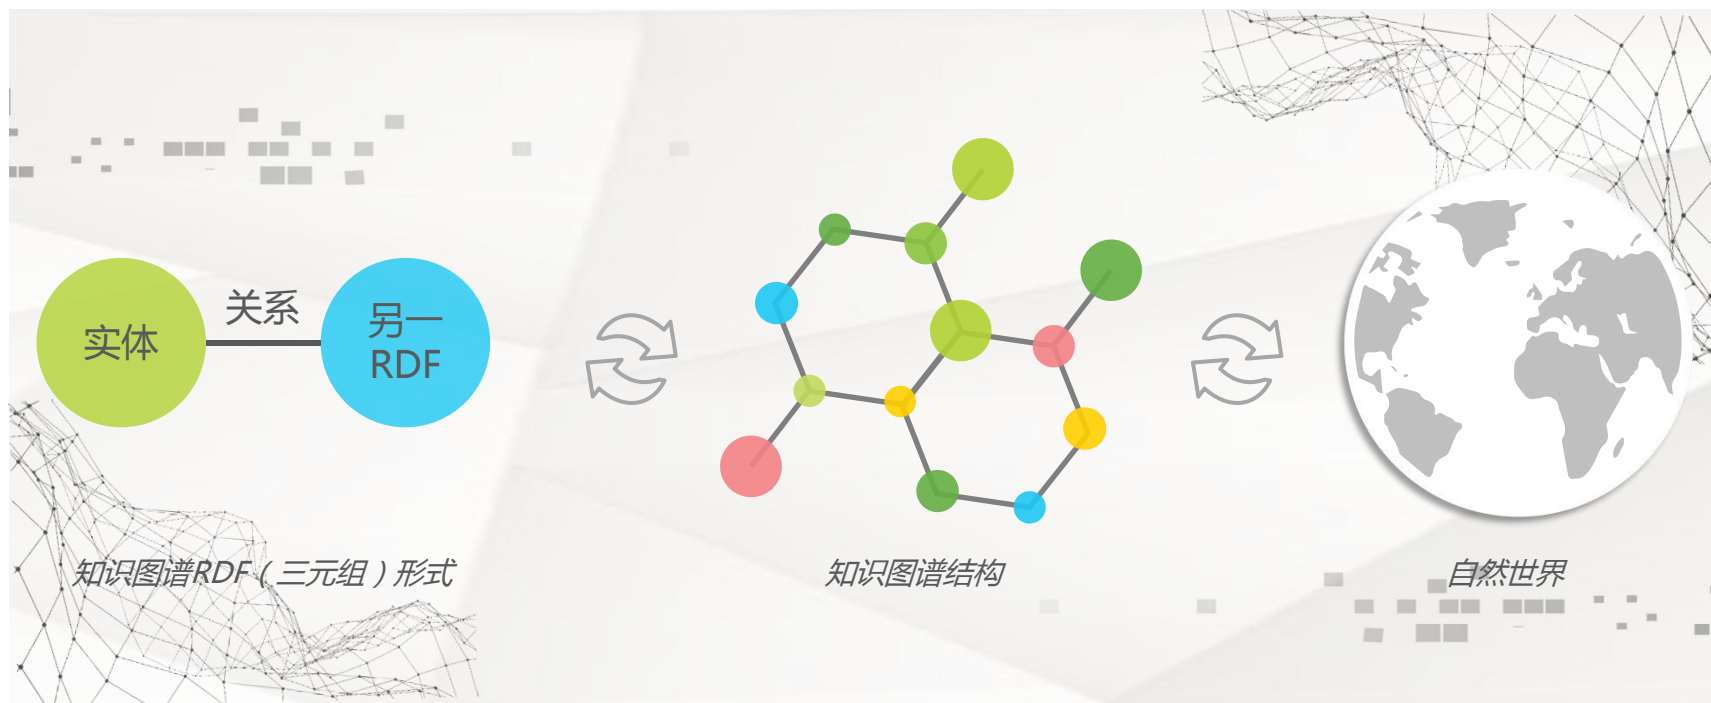 实体
关系
另一
RDF
知识图谱RDF（三元组）形式
知识图谱结构
自然世界